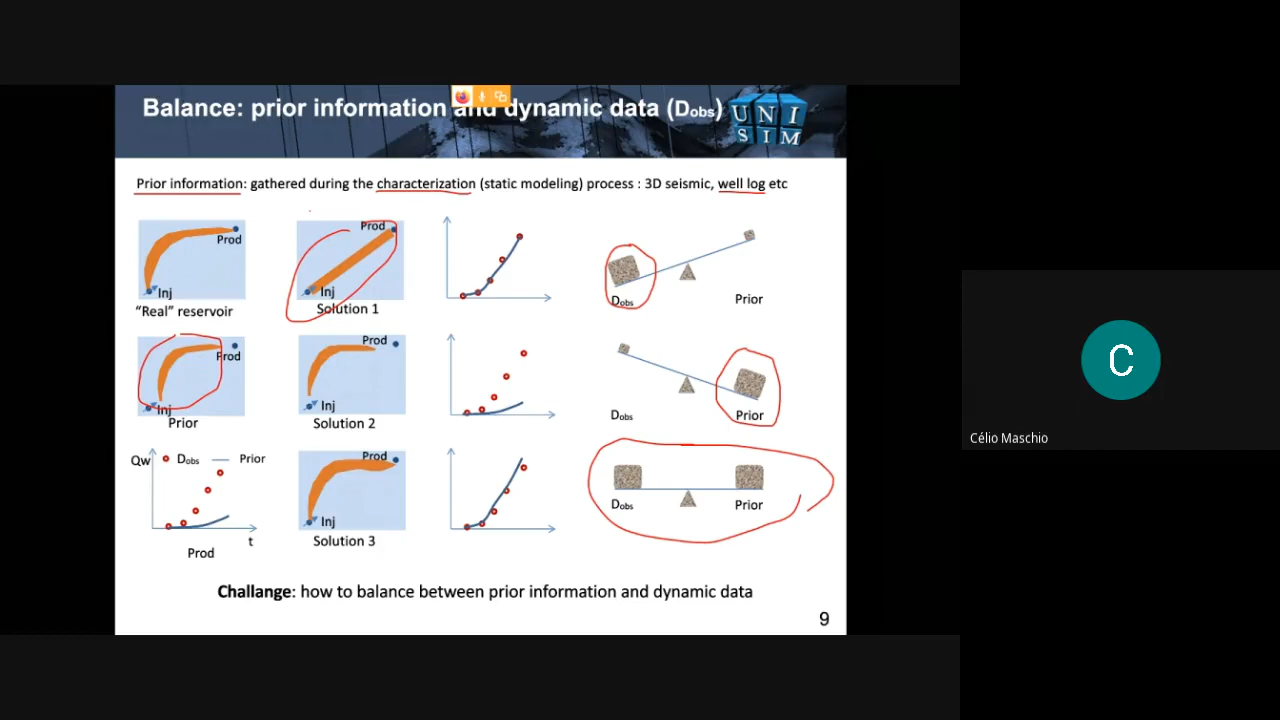 Balance: prior information and dynamic data (Dobs)
UNI
SIM
Prior information: gathered during the characterization (static modeling) process : 3D seismic, well log etc
Prod
Inj
“Real” reservoir
Prod
Inj
Solution 1
Dobs
Prior
Prod
Inj
Prior
Prod
Inj
Solution 2
Dobs
Prior
Qw
Dobs
Prior
t
Prod
Prod
Inj
Solution 3
Dobs
Prior
Challange: how to balance between prior information and dynamic data
9
C
Célio Maschio